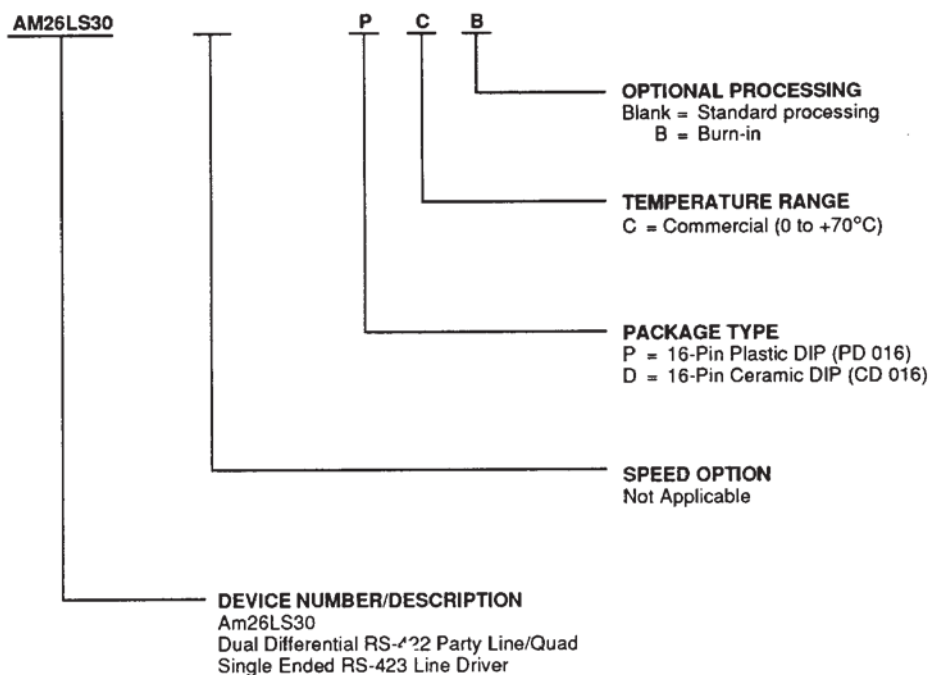 AM26LS30 P C B
OPTIONAL PROCESSING
Blank = Standard processing
B = Burn-in
TEMPERATURE RANGE
C = Commercial (0 to +70°C)
PACKAGE TYPE
P = 16-Pin Plastic DIP (PD 016)
D = 16-Pin Ceramic DIP (CD 016)
SPEED OPTION
Not Applicable
DEVICE NUMBER/DESCRIPTION
Am26LS30
Dual Differential RS-422 Party Line/Quad
Single Ended RS-423 Line Driver